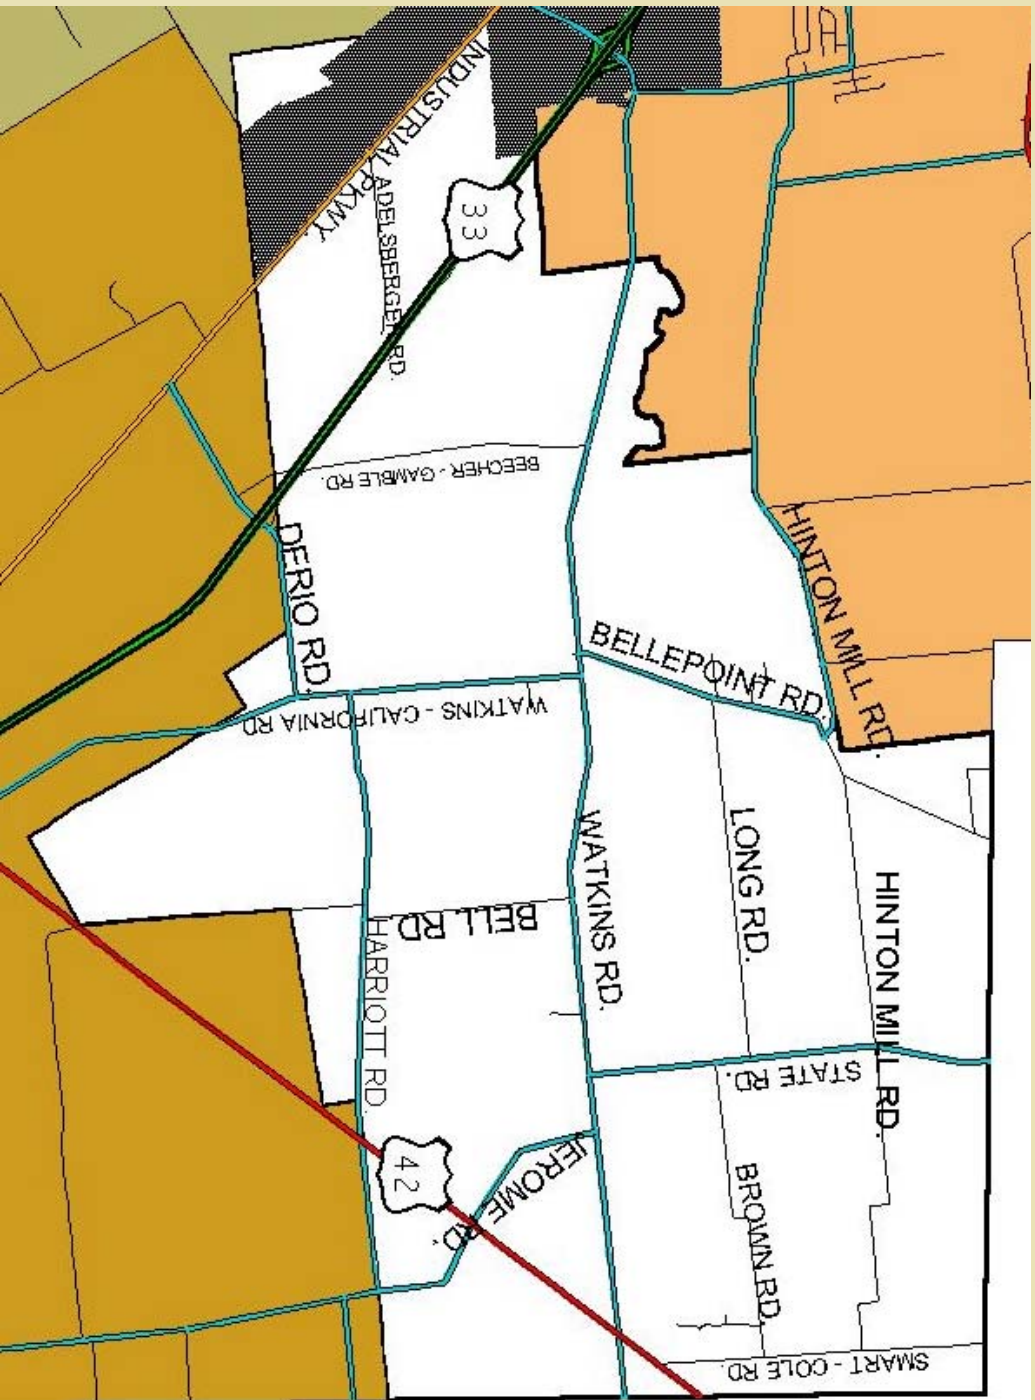 INDUSTRIAL PKWY.
ADELSBERGER RD.
33
BEECHER - GAMBLE RD.
DERIO RD.
HINTON MILL RD.
BELLEPOINT RD.
WATKINS - CALIFORNIA RD
WATKINS RD.
LONG RD.
HINTON MILL RD.
BELL RD
HARRIOTT RD.
STATE RD.
42
JEROME RD.
BROWN RD.
SMART - COLE RD.